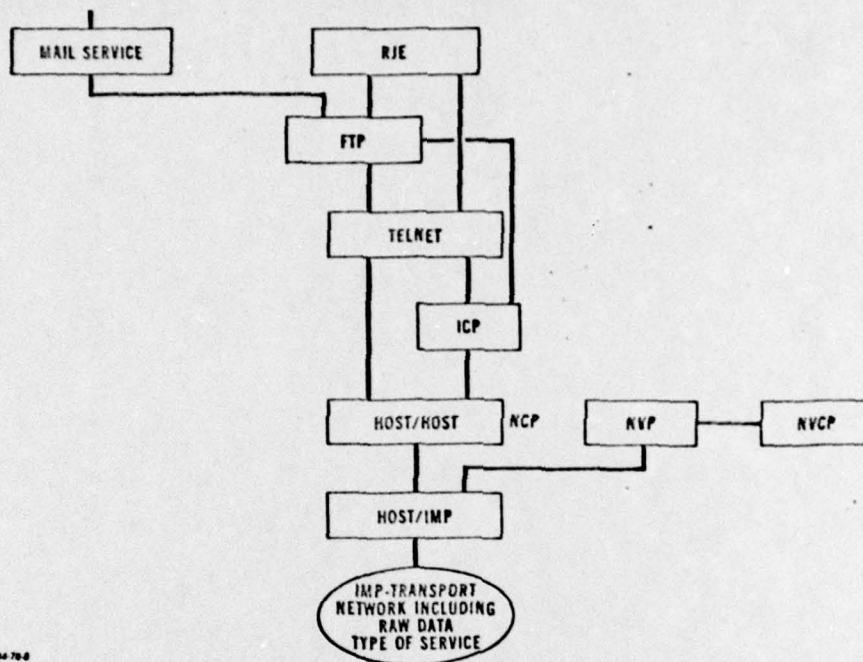 MAIL SERVICE
RJE
FTP
TELNET
ICP
HOST/HOST
NCP
NVP
NVCP
HOST/IMP
IMP-TRANSPORT
NETWORK INCLUDING
RAW DATA
TYPE OF SERVICE